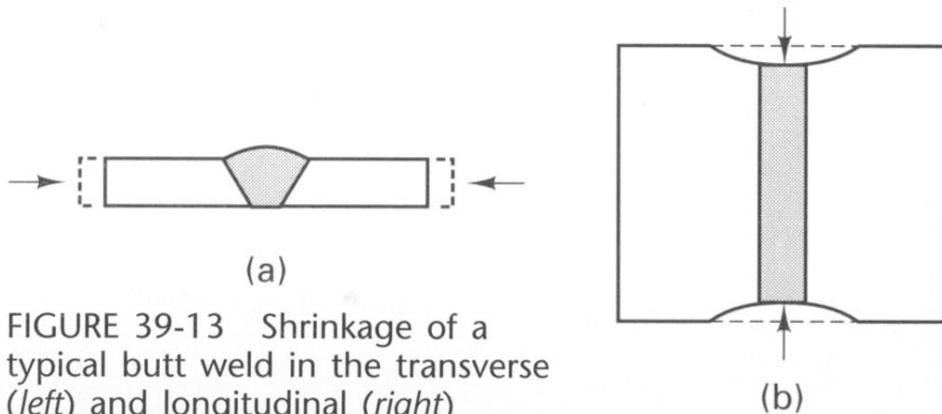 (a)
FIGURE 39-13 Shrinkage of a
typical butt weld in the transverse
(left) and longitudinal (right)
(b)